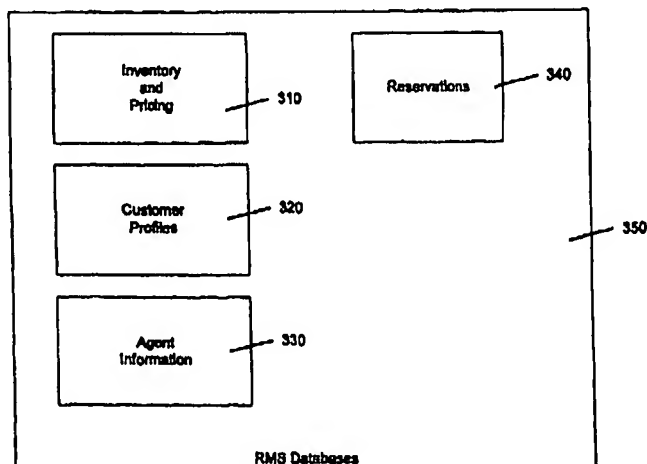 Inventory
and
Pricing
310
Reservations
340
Customer
Profiles
320
350
Agent
Information
330
RMS Databases